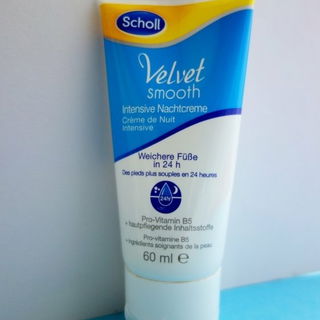 Scholl
Velvet
smooth
Intensive Nachtcreme
Crème de Nuit
Intensive
Weichere Füße
in 24 h
Des pieds plus souples en 24 heures
24h
Pro-Vitamin B5
+ hautpflegende Inhaltsstoffe
Pro-vitamine B5
+ ingrédients soignants de la peau
60 ml ℮